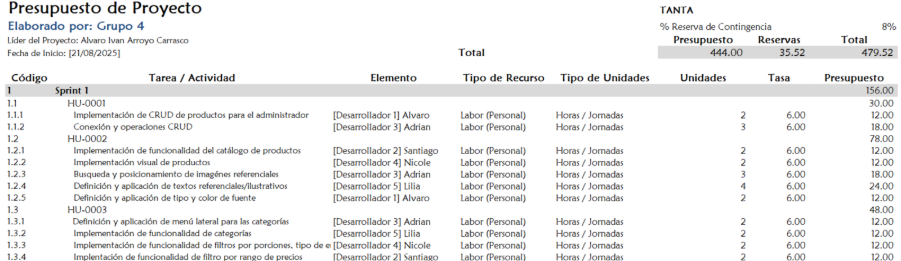 Presupuesto de Proyecto
TANTA
Elaborado por: Grupo 4
% Reserva de Contingencia 8%
Líder del Proyecto: Alvaro Ivan Arroyo Carrasco
Presupuesto Reservas Total
Fecha de Inicio: [21/08/2025] Total 444.00 35.52 479.52
Código Tarea / Actividad Elemento Tipo de Recurso Tipo de Unidades Unidades Tasa Presupuesto
1 Sprint 1 156.00
1.1 HU-0001 30.00
1.1.1 Implementación de CRUD de productos para el administrador [Desarrollador 1] Alvaro Labor (Personal) Horas / Jornadas 2 6.00 12.00
1.1.2 Conexión y operaciones CRUD [Desarrollador 3] Adrian Labor (Personal) Horas / Jornadas 3 6.00 18.00
1.2 HU-0002 78.00
1.2.1 Implementación de funcionalidad del catálogo de productos [Desarrollador 2] Santiago Labor (Personal) Horas / Jornadas 2 6.00 12.00
1.2.2 Implementación visual de productos [Desarrollador 4] Nicole Labor (Personal) Horas / Jornadas 2 6.00 12.00
1.2.3 Busqueda y posicionamiento de imagénes referenciales [Desarrollador 3] Adrian Labor (Personal) Horas / Jornadas 3 6.00 18.00
1.2.4 Definición y aplicación de textos referenciales/ilustrativos [Desarrollador 5] Lilia Labor (Personal) Horas / Jornadas 4 6.00 24.00
1.2.5 Definición y aplicación de tipo y color de fuente [Desarrollador 1] Alvaro Labor (Personal) Horas / Jornadas 2 6.00 12.00
1.3 HU-0003 48.00
1.3.1 Definición y aplicación de menú lateral para las categorías [Desarrollador 3] Adrian Labor (Personal) Horas / Jornadas 2 6.00 12.00
1.3.2 Implementación de funcionalidad de categorías [Desarrollador 5] Lilia Labor (Personal) Horas / Jornadas 2 6.00 12.00
1.3.3 Implementación de funcionalidad de filtros por porciones, tipo de e [Desarrollador 4] Nicole Labor (Personal) Horas / Jornadas 2 6.00 12.00
1.3.4 Implentación de funcionalidad de filtro por rango de precios [Desarrollador 2] Santiago Labor (Personal) Horas / Jornadas 2 6.00 12.00